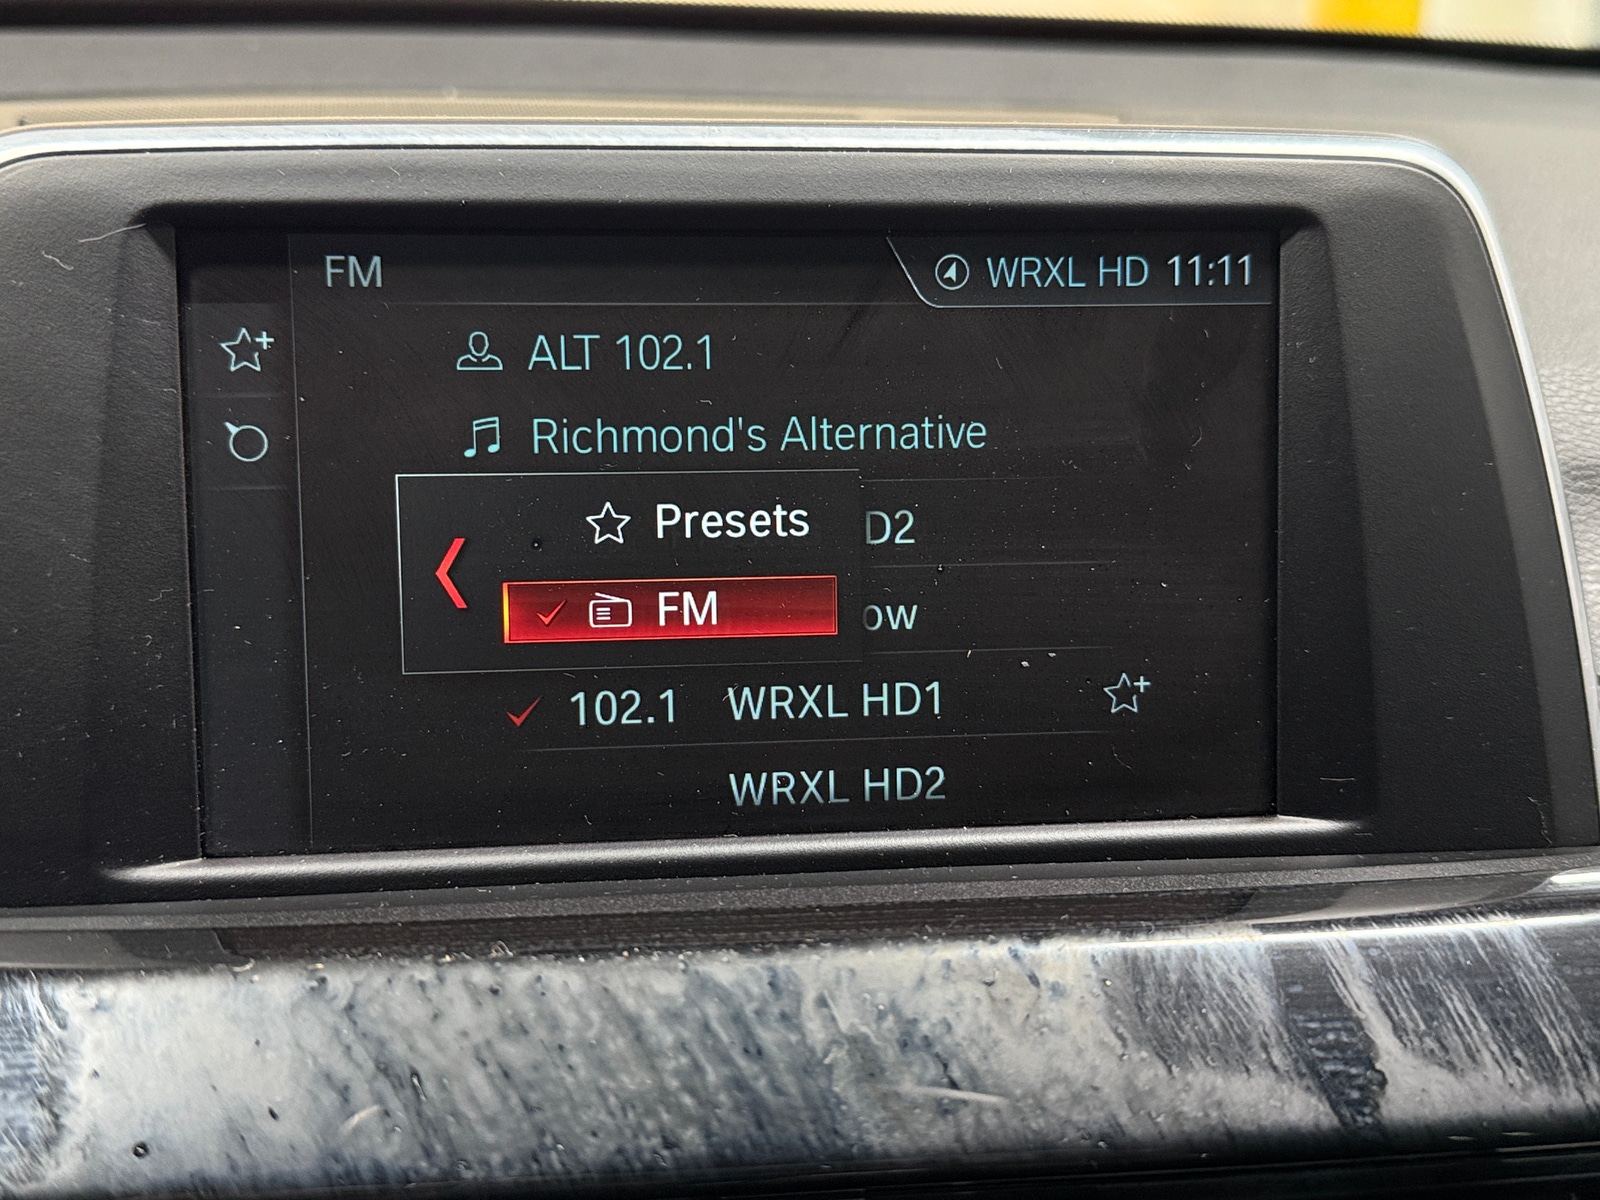 FM
WRXL HD 11:11
ALT 102.1
Richmond's Alternative
Presets
D2
FM
ow
102.1 WRXL HD1
WRXL HD2